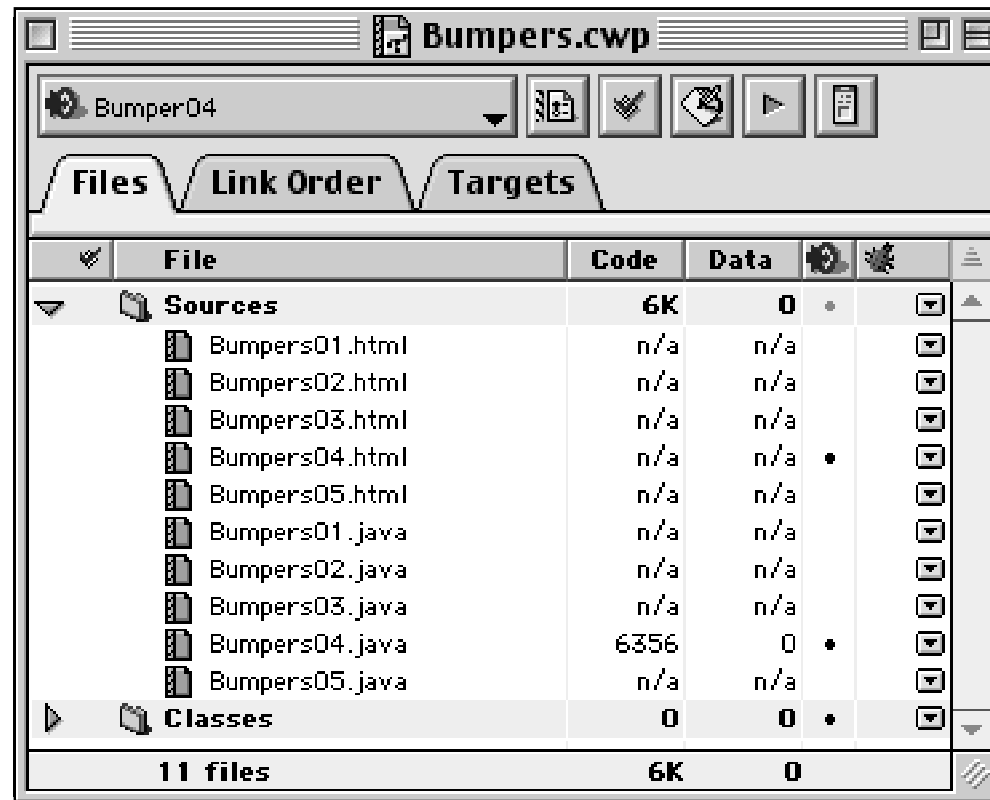 Bumpers.cwp
Bumper04
Files Link Order Targets
File Code Data
Sources 6K 0
Bumpers01.html n/a n/a
Bumpers02.html n/a n/a
Bumpers03.html n/a n/a
Bumpers04.html n/a n/a
Bumpers05.html n/a n/a
Bumpers01.java n/a n/a
Bumpers02.java n/a n/a
Bumpers03.java n/a n/a
Bumpers04.java 6356 0
Bumpers05.java n/a n/a
Classes 0 0
11 files 6K 0